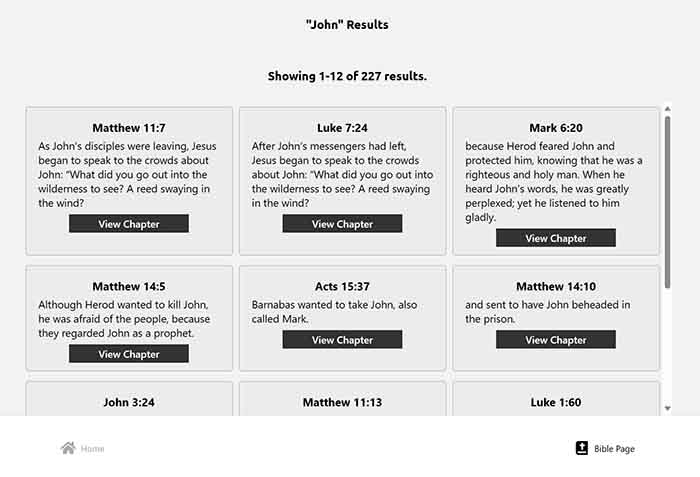 "John" Results
Showing 1-12 of 227 results.
Matthew 11:7
As John's disciples were leaving, Jesus
began to speak to the crowds about
John: “What did you go out into the
wilderness to see? A reed swaying in
the wind?
View Chapter
Luke 7:24
After John’s messengers had left,
Jesus began to speak to the crowds
about John: “What did you go out into
the wilderness to see? A reed swaying
in the wind?
View Chapter
Mark 6:20
because Herod feared John and
protected him, knowing that he was a
righteous and holy man. When he
heard John’s words, he was greatly
perplexed; yet he listened to him
gladly.
View Chapter
Matthew 14:5
Although Herod wanted to kill John,
he was afraid of the people, because
they regarded John as a prophet.
View Chapter
Acts 15:37
Barnabas wanted to take John, also
called Mark.
View Chapter
Matthew 14:10
and sent to have John beheaded in
the prison.
View Chapter
John 3:24
Matthew 11:13
Luke 1:60
Home
Bible Page